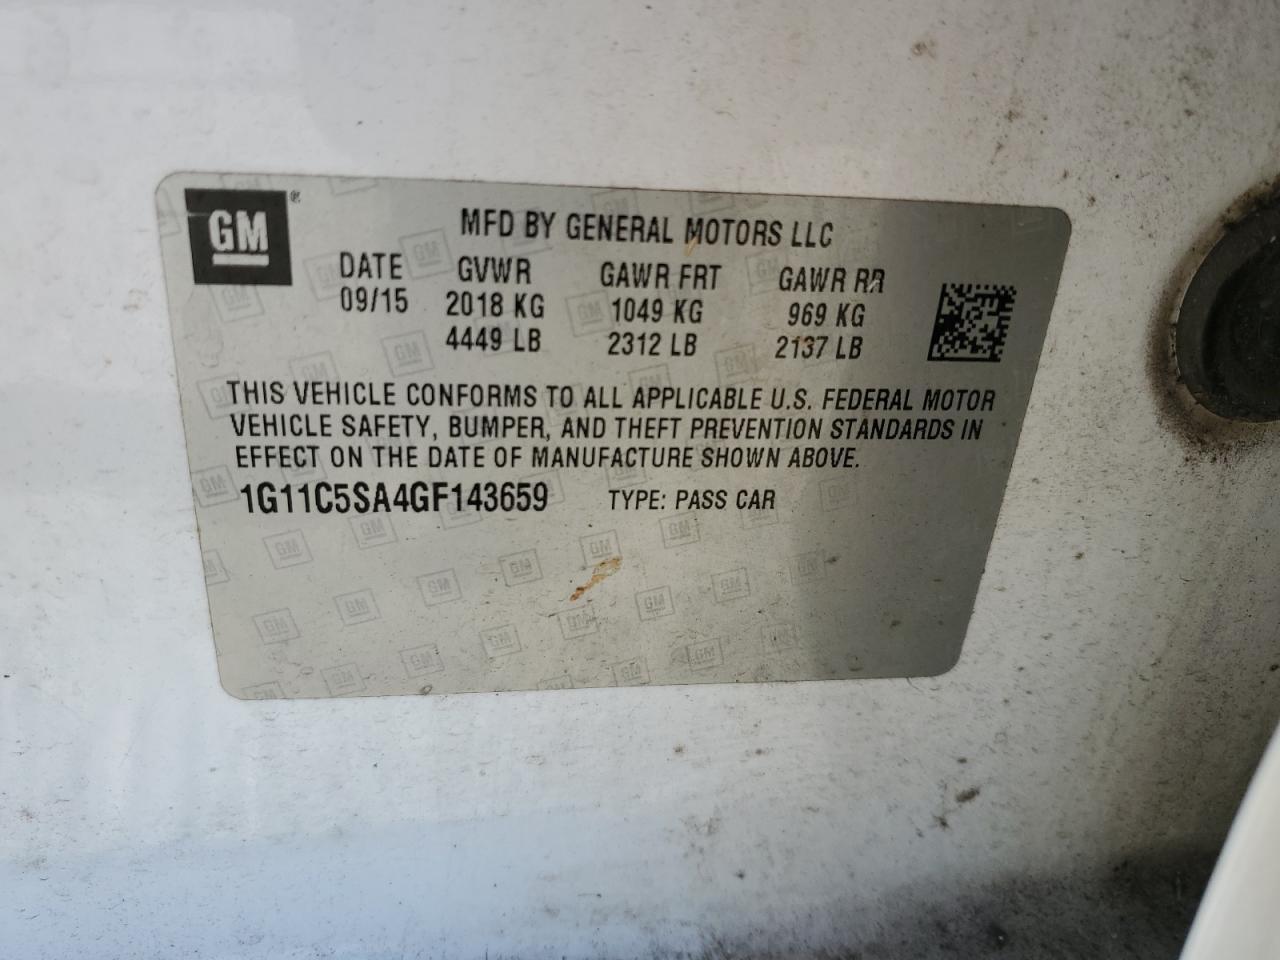 GM®
MFD BY GENERAL MOTORS LLC
DATE GVWR GAWR FRT GAWR RR
09/15 2018 KG 1049 KG 969 KG
4449 LB 2312 LB 2137 LB
THIS VEHICLE CONFORMS TO ALL APPLICABLE U.S. FEDERAL MOTOR
VEHICLE SAFETY, BUMPER, AND THEFT PREVENTION STANDARDS IN
EFFECT ON THE DATE OF MANUFACTURE SHOWN ABOVE.
1G11C5SA4GF143659 TYPE: PASS CAR